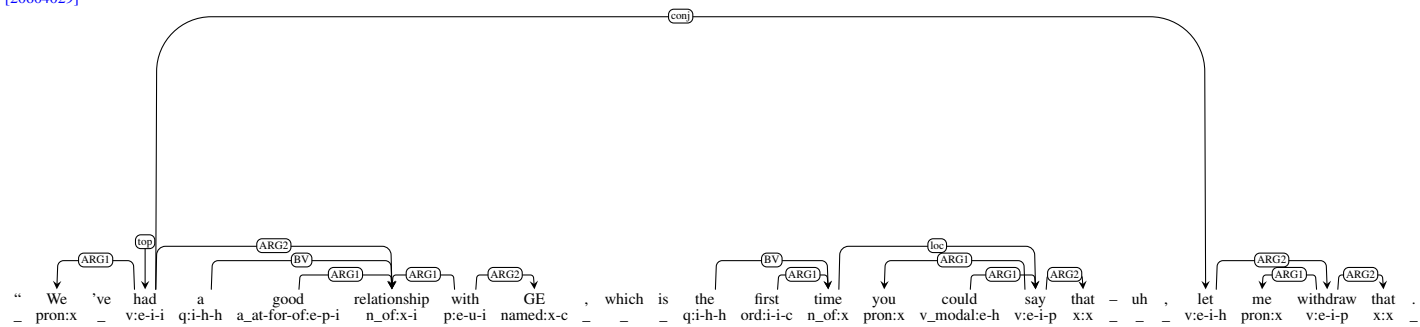 [20604029]
conj
top
ARG2 loc
ARG1 BV BV ARG1 ARG2
ARG1 ARG1 ARG2 ARG1 ARG1 ARG2 ARG1 ARG2
“ We 've had a good relationship with GE , which is the first time you could say that – uh , let me withdraw that .
_ pron:x _ v:e-i-i q:i-h-h a_at-for-of:e-p-i n_of:x-i p:e-u-i named:x-c _ _ _ q:i-h-h ord:i-i-c n_of:x pron:x v_modal:e-h v:e-i-p x:x _ _ _ v:e-i-h pron:x v:e-i-p x:x _